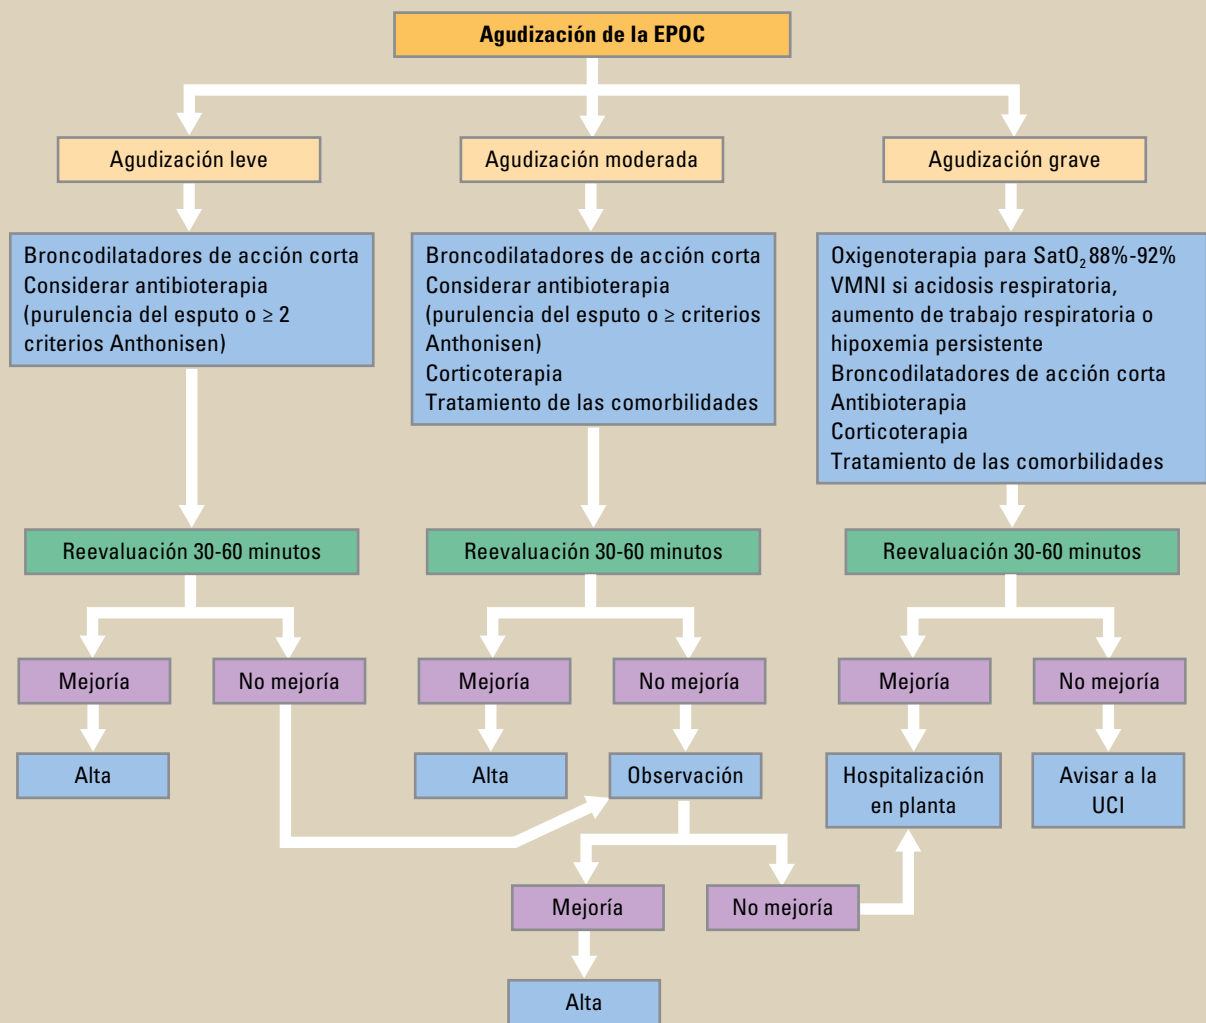 Agudización de la EPOC
Agudización leve
Agudización moderada
Agudización grave
Broncodilatadores de acción corta
Considerar antibioterapia
(purulencia del esputo o ≥ 2
criterios Anthonisen)
Broncodilatadores de acción corta
Considerar antibioterapia
(purulencia del esputo o ≥ criterios
Anthonisen)
Corticoterapia
Tratamiento de las comorbilidades
Oxigenoterapia para SatO₂ 88%-92%
VMNI si acidosis respiratoria,
aumento de trabajo respiratoria o
hipoxemia persistente
Broncodilatadores de acción corta
Antibioterapia
Corticoterapia
Tratamiento de las comorbilidades
Reevaluación 30-60 minutos
Reevaluación 30-60 minutos
Reevaluación 30-60 minutos
Mejoría
No mejoría
Mejoría
No mejoría
Mejoría
No mejoría
Alta
Alta
Observación
Hospitalización
en planta
Avisar a la
UCI
Mejoría
No mejoría
Alta